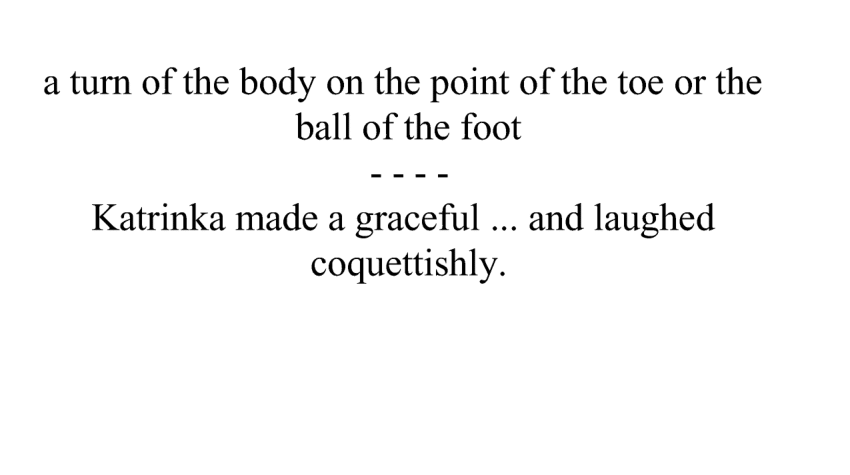 a turn of the body on the point of the toe or the
ball of the foot
- - - -
Katrinka made a graceful ... and laughed
coquettishly.